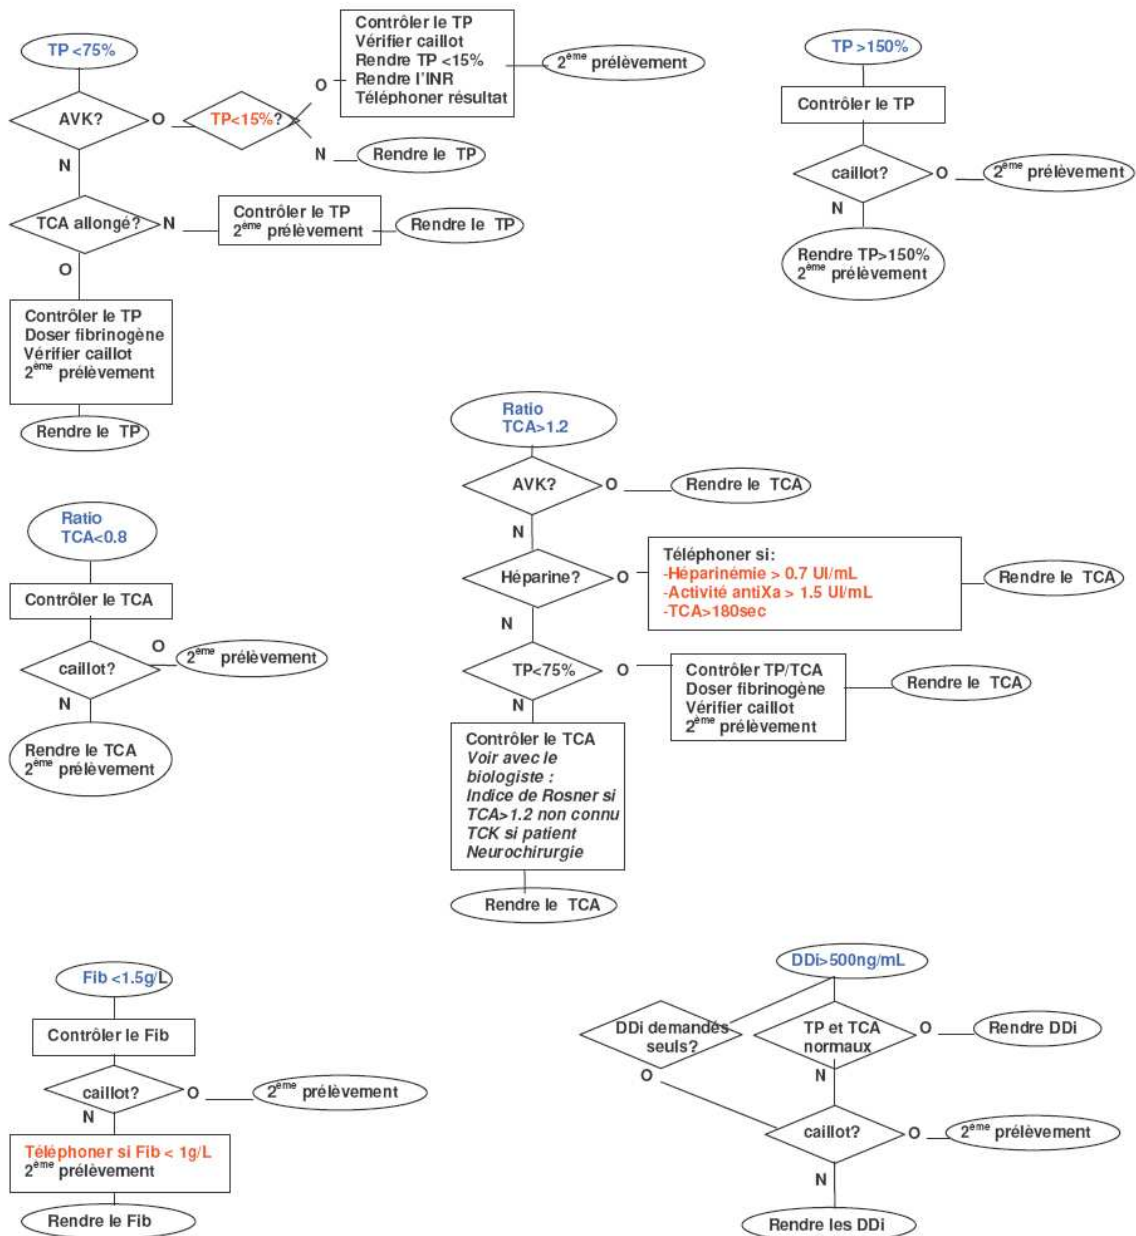 TP <75%
AVK?
O
TP<15%?
O
Contrôler le TP
Vérifier caillot
Rendre TP <15%
Rendre l'INR
Téléphoner résultat
2ème prélèvement
N
Rendre le TP
N
TCA allongé?
N
Contrôler le TP
2ème prélèvement
Rendre le TP
O
Contrôler le TP
Doser fibrinogène
Vérifier caillot
2ème prélèvement
Rendre le TP
TP >150%
Contrôler le TP
caillot?
O
2ème prélèvement
N
Rendre TP>150%
2ème prélèvement
Ratio
TCA<0.8
Contrôler le TCA
caillot?
O
2ème prélèvement
N
Rendre le TCA
2ème prélèvement
Ratio
TCA>1.2
AVK?
O
Rendre le TCA
N
Héparine?
O
Téléphoner si:
-Héparinémie > 0.7 UI/mL
-Activité antiXa > 1.5 UI/mL
-TCA>180sec
Rendre le TCA
N
TP<75%
O
Contrôler TP/TCA
Doser fibrinogène
Vérifier caillot
2ème prélèvement
Rendre le TCA
N
Contrôler le TCA
Voir avec le
biologiste :
Indice de Rosner si
TCA>1.2 non connu
TCK si patient
Neurochirurgie
Rendre le TCA
Fib <1.5g/L
Contrôler le Fib
caillot?
O
2ème prélèvement
N
Téléphoner si Fib < 1g/L
2ème prélèvement
Rendre le Fib
DDi>500ng/mL
DDi demandés
seuls?
O
TP et TCA
normaux
O
Rendre DDi
N
caillot?
O
2ème prélèvement
N
Rendre les DDi